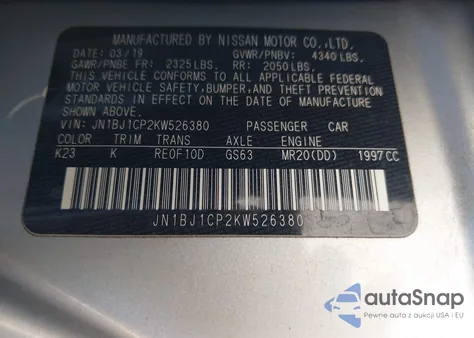 MANUFACTURED BY NISSAN MOTOR CO.,LTD.
DATE: 03/19 GVWR/PNBV: 4340 LBS.
GAWR/PNBE FR: 2325 LBS. RR: 2050 LBS.
THIS VEHICLE CONFORMS TO ALL APPLICABLE FEDERAL
MOTOR VEHICLE SAFETY,BUMPER,AND THEFT PREVENTION
STANDARDS IN EFFECT ON THE DATE OF MANUFACTURE
SHOWN ABOVE.
VIN: JN1BJ1CP2KW526380 PASSENGER CAR
COLOR TRIM TRANS AXLE ENGINE
K23 K RE0F10D GS63 MR20(DD) 1997CC
JN1BJ1CP2KW526380
autoSnap
Pewne auta z aukcji USA i EU